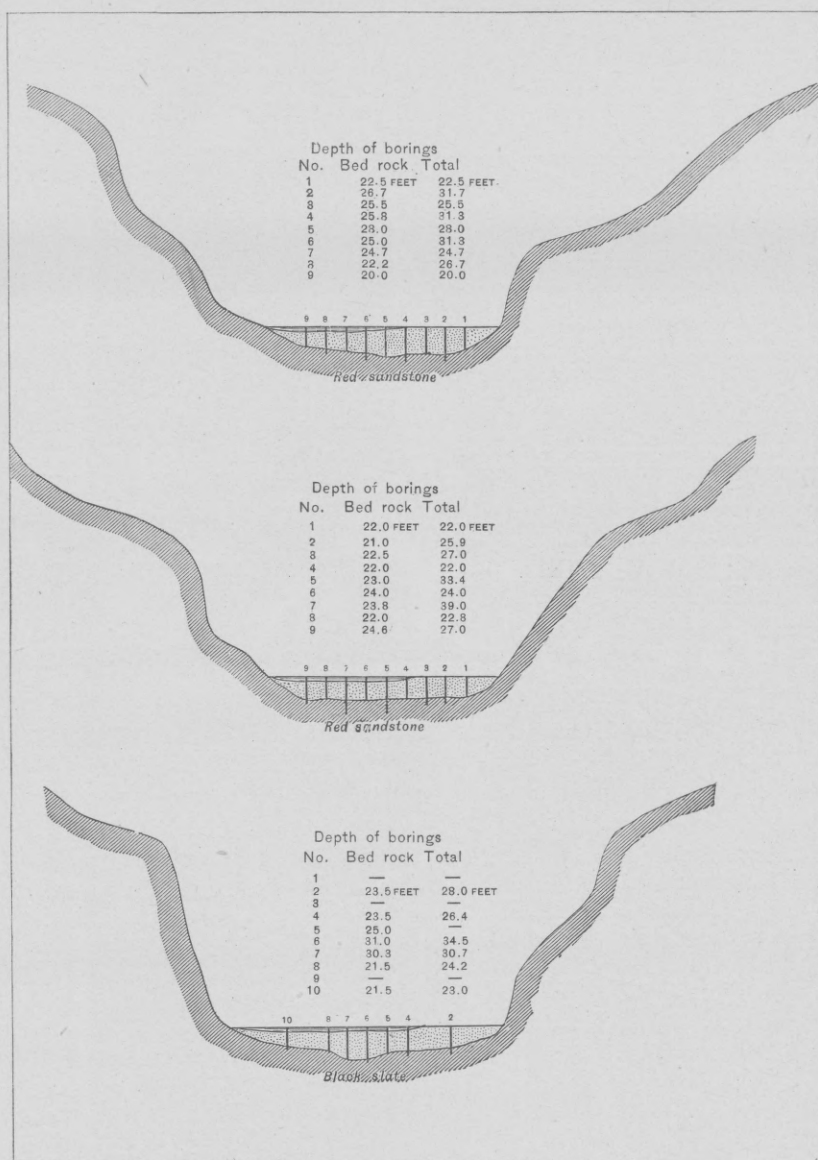 Depth of borings
No. Bed rock Total
1 22.5 FEET 22.5 FEET
2 26.7 31.7
3 25.5 25.5
4 25.8 31.3
5 28.0 28.0
6 25.0 31.3
7 24.7 24.7
8 22.2 26.7
9 20.0 20.0
9 8 7 6 5 4 3 2 1
Red sandstone
Depth of borings
No. Bed rock Total
1 22.0 FEET 22.0 FEET
2 21.0 25.9
3 22.5 27.0
4 22.0 22.0
5 23.0 33.4
6 24.0 24.0
7 23.8 39.0
8 22.0 22.8
9 24.6 27.0
9 8 7 6 5 4 3 2 1
Red sandstone
Depth of borings
No. Bed rock Total
1 — —
2 23.5 FEET 28.0 FEET
3 — —
4 23.5 26.4
5 25.0 —
6 31.0 34.5
7 30.3 30.7
8 21.5 24.2
9 — —
10 21.5 23.0
10 8 7 6 5 4 2
Black slate